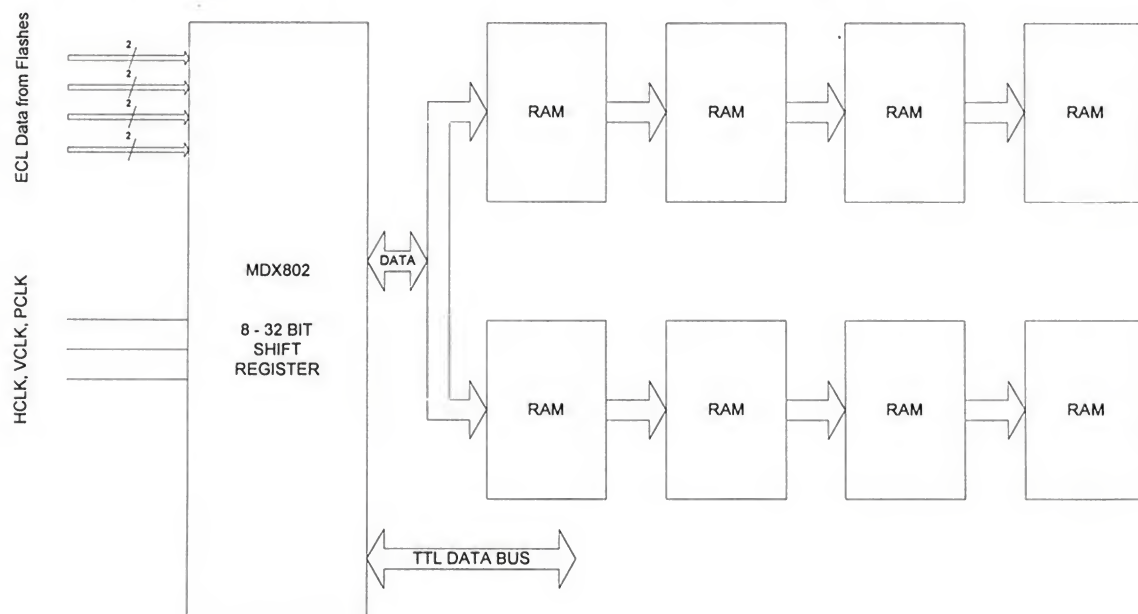 ECL Data from Flashes
2
2
2
2
HCLK, VCLK, PCLK
MDX802
8 - 32 BIT
SHIFT
REGISTER
DATA
RAM
RAM
RAM
RAM
RAM
RAM
RAM
RAM
TTL DATA BUS